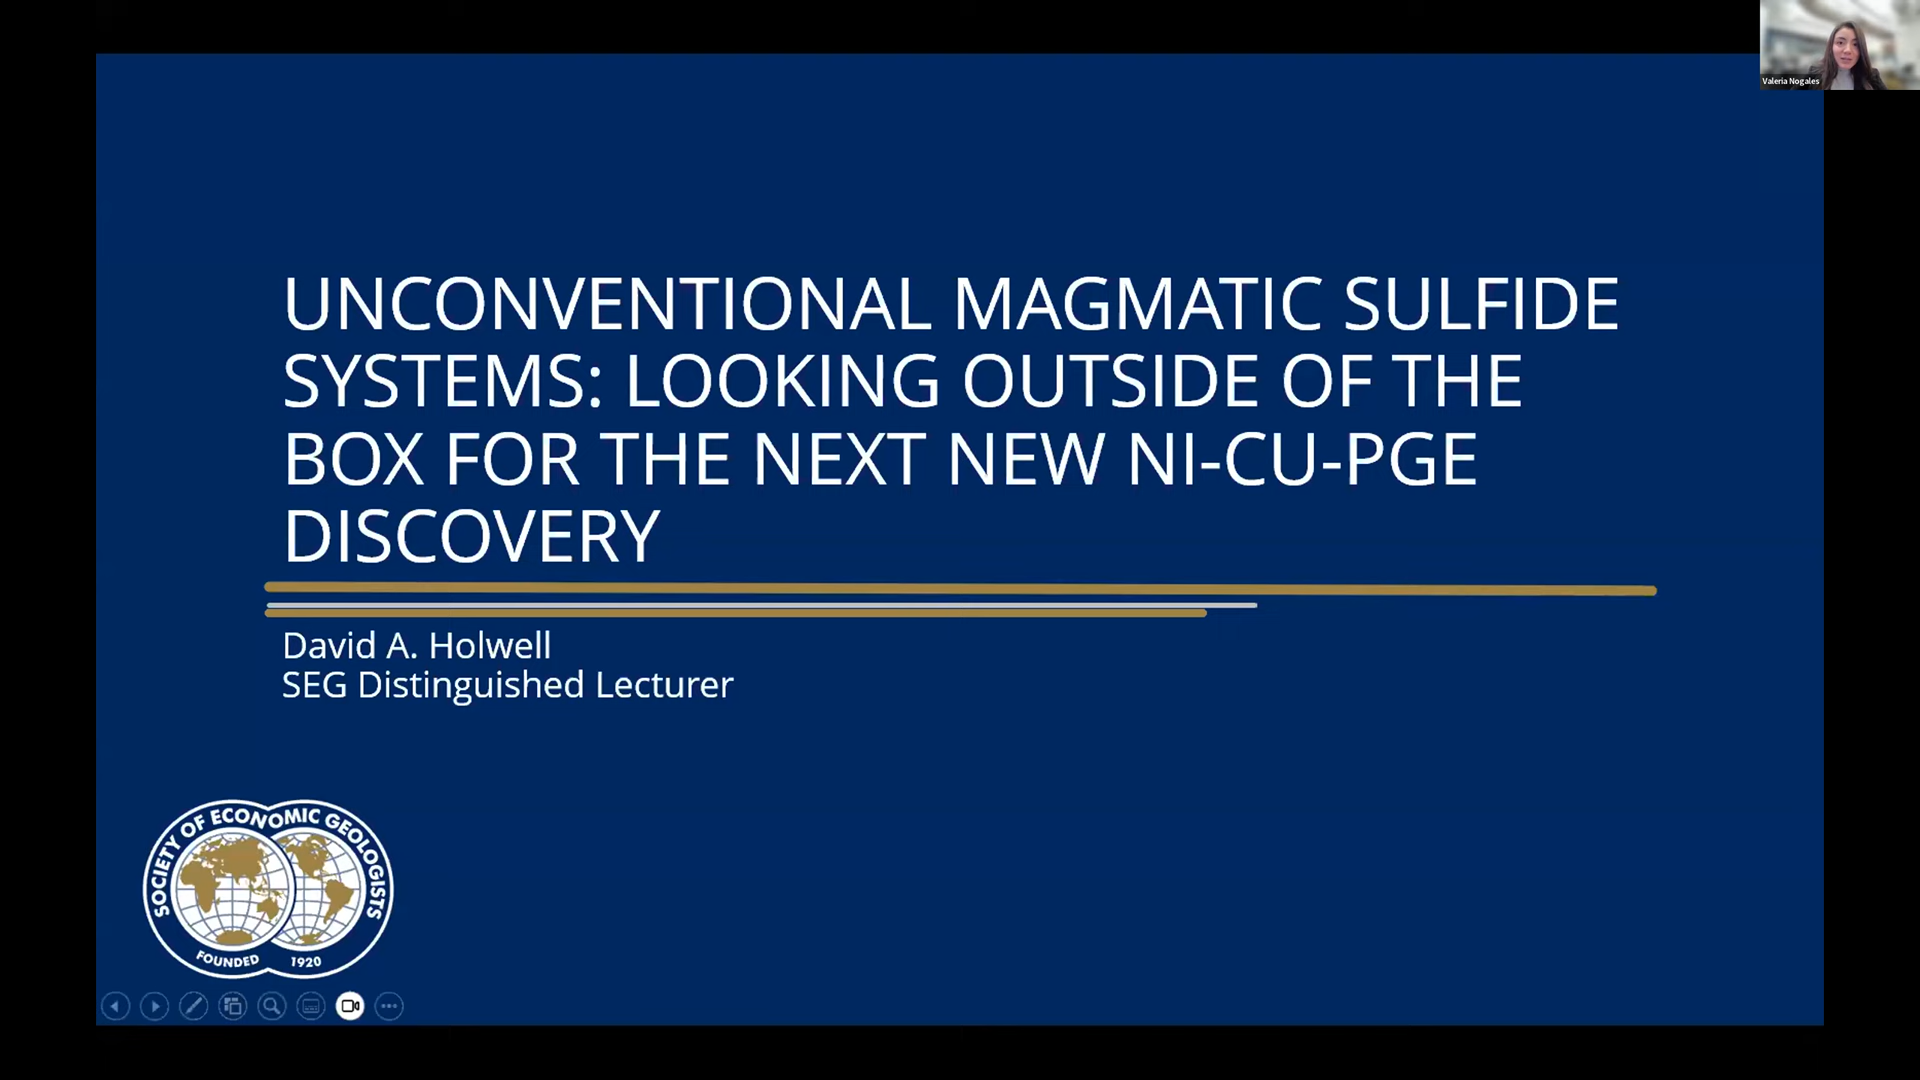 Valeria Nogales
UNCONVENTIONAL MAGMATIC SULFIDE
SYSTEMS: LOOKING OUTSIDE OF THE
BOX FOR THE NEXT NEW NI-CU-PGE
DISCOVERY
David A. Holwell
SEG Distinguished Lecturer
SOCIETY OF ECONOMIC GEOLOGISTS
FOUNDED 1920